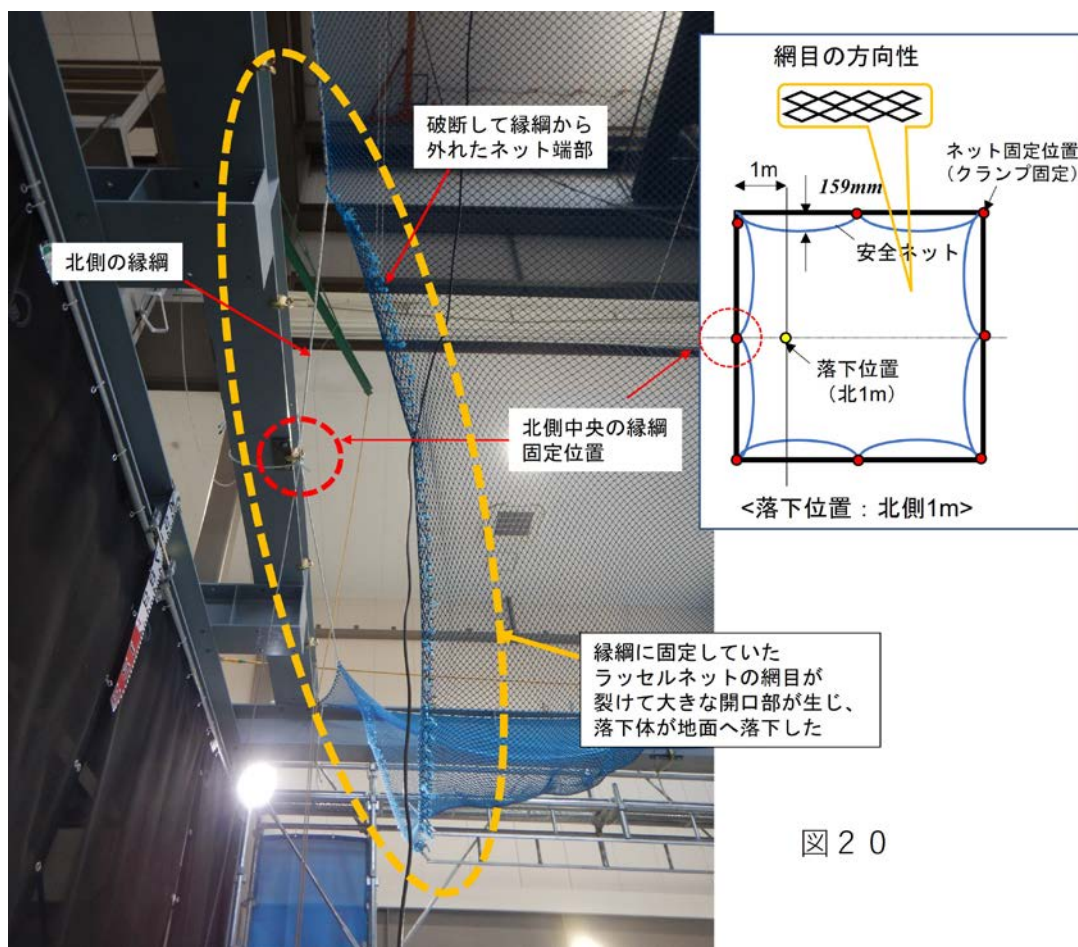 破断して縁綱から
外れたネット端部
北側の縁綱
北側中央の縁綱
固定位置
縁綱に固定していた
ラッセルネットの網目が
裂けて大きな開口部が生じ、
落下体が地面へ落下した
網目の方向性
1m
159mm
ネット固定位置
(クランプ固定)
安全ネット
落下位置
(北1m)
<落下位置：北側1m>
図２０